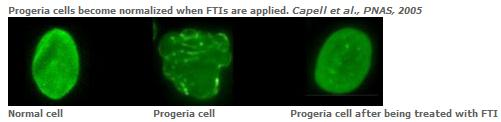 Progeria cells become normalized when FTIs are applied. Capell et al., PNAS, 2005
Normal cell Progeria cell Progeria cell after being treated with FTI